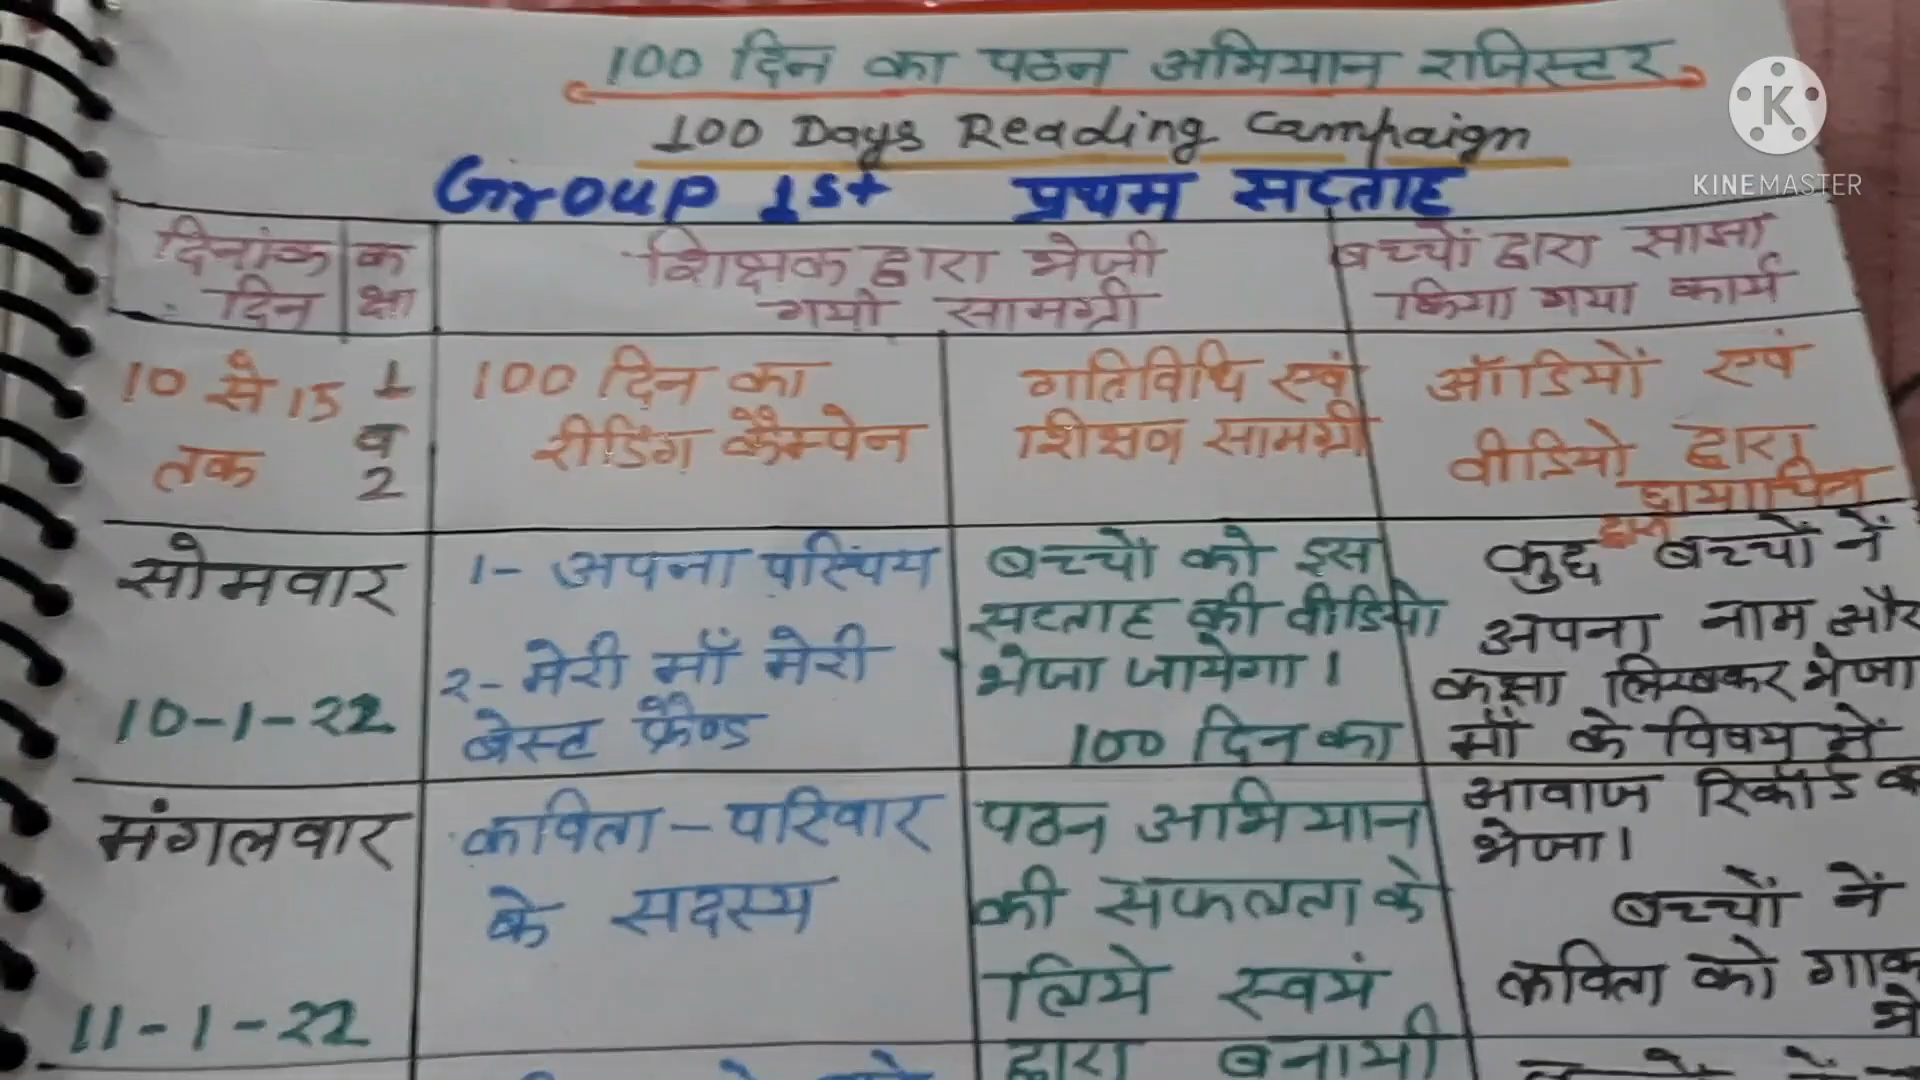 100 दिन का पठन अभियान रजिस्टर
100 Days Reading Campaign
Group 1st प्रथम सप्ताह
दिनांक
दिन
क
क्षा
शिक्षक द्वारा भेजी
गयी सामग्री
बच्चों द्वारा साझा
किया गया कार्य
10 से 15
तक
1
व
2
100 दिन का
रीडिंग कैम्पेन
गतिविधि एवं
शिक्षण सामग्री
ऑडियों एवं
वीडियो द्वारा
छायाचित्र
द्वारा
सोमवार
10-1-22
1- अपना परिचय
2- मेरी माँ मेरी
बेस्ट फ्रैण्ड
बच्चों को इस
सप्ताह की वीडियो
भेजा जायेगा।
100 दिन का
कुछ बच्चों ने
अपना नाम और
कक्षा लिखकर भेजा
माँ के विषय में
आवाज रिकॉर्ड क
भेजा।
मंगलवार
11-1-22
कविता - परिवार
के सदस्य
पठन अभियान
की सफलता के
लिये स्वयं
द्वारा बनायी
बच्चों ने
कविता को गाक
भे
KINEMASTER